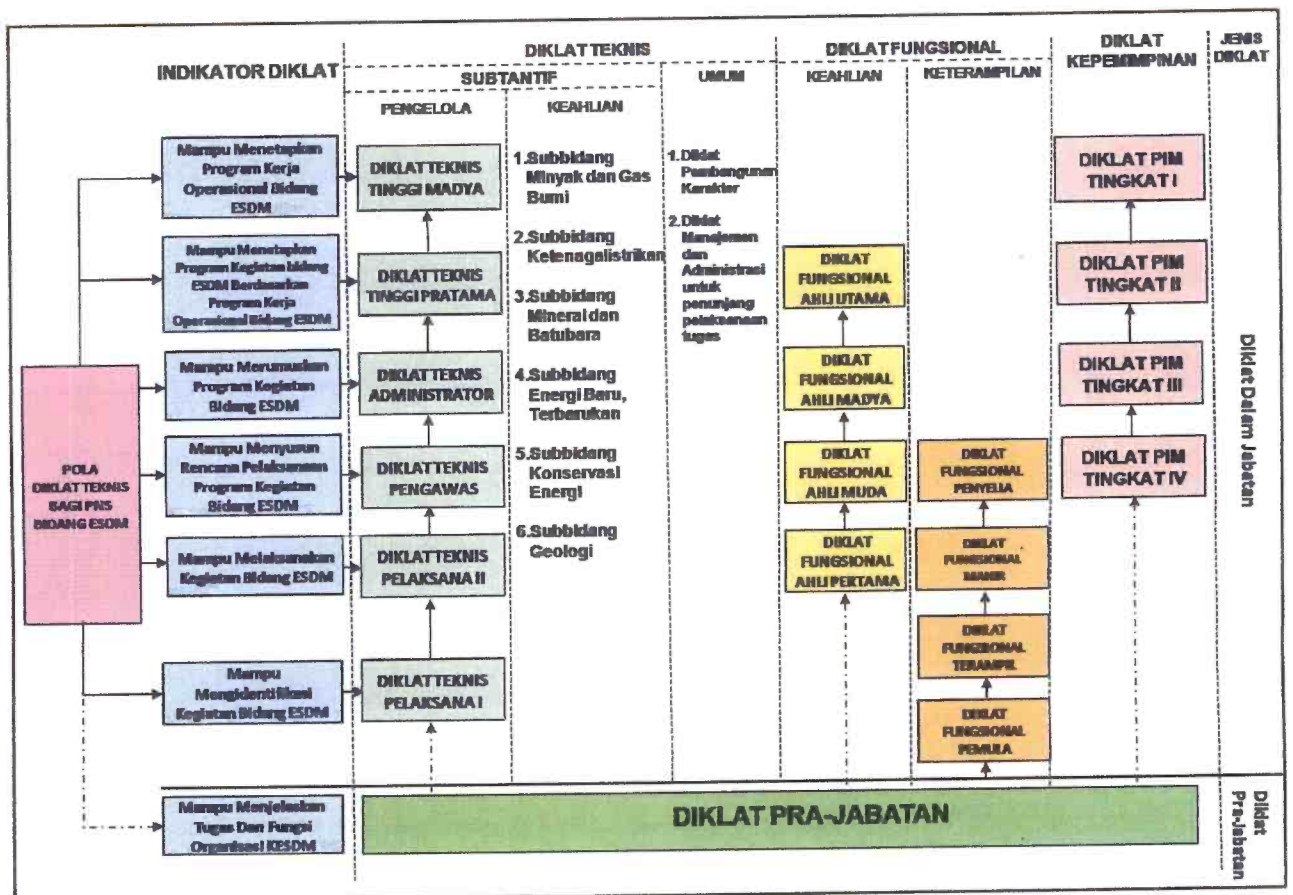 INDIKATOR DIKLAT
DIKLAT TEKNIS
SUBTANTIF
PENGELOLA
KEAHLIAN
UMUM
DIKLAT FUNGSIONAL
KEAHLIAN
KETERAMPILAN
DIKLAT
KEPEMIMPINAN
JENIS
DIKLAT
POLA
DIKLAT TEKNIS
BAGI PNS
BIDANG ESDM
Mampu Menetapkan
Program Kerja
Operasional Bidang
ESDM
Mampu Menetapkan
Program Kegiatan bidang
ESDM Berdasarkan
Program Kerja
Operasional Bidang ESDM
Mampu Merumuskan
Program Kegiatan
Bidang ESDM
Mampu Menyusun
Rencana Pelaksanaan
Program Kegiatan
Bidang ESDM
Mampu Melaksanakan
Kegiatan Bidang ESDM
Mampu
Mengidentifikasi
Kegiatan Bidang ESDM
Mampu Menjelaskan
Tugas Dan Fungsi
Organisasi KESDM
DIKLAT TEKNIS
TINGGI MADYA
DIKLAT TEKNIS
TINGGI PRATAMA
DIKLAT TEKNIS
ADMINISTRATOR
DIKLAT TEKNIS
PENGAWAS
DIKLAT TEKNIS
PELAKSANA II
DIKLAT TEKNIS
PELAKSANA I
1.Subbidang
Minyak dan Gas
Bumi
2.Subbidang
Ketenagalistrikan
3.Subbidang
Mineral dan
Batubara
4.Subbidang
Energi Baru,
Terbarukan
5.Subbidang
Konservasi
Energi
6.Subbidang
Geologi
1.Diklat
Pembangunan
Karakter
2.Diklat
Manajemen
dan
Administrasi
untuk
penunjang
pelaksanaan
tugas
DIKLAT
FUNGSIONAL
AHLI UTAMA
DIKLAT
FUNGSIONAL
AHLI MADYA
DIKLAT
FUNGSIONAL
AHLI MUDA
DIKLAT
FUNGSIONAL
AHLI PERTAMA
DIKLAT
FUNGSIONAL
PENYELIA
DIKLAT
FUNGSIONAL
MAHIR
DIKLAT
FUNGSIONAL
TERAMPIL
DIKLAT
FUNGSIONAL
PEMULA
DIKLAT PIM
TINGKAT I
DIKLAT PIM
TINGKAT II
DIKLAT PIM
TINGKAT III
DIKLAT PIM
TINGKAT IV
Diklat Dalam Jabatan
DIKLAT PRA-JABATAN
Diklat
Pra-Jabatan